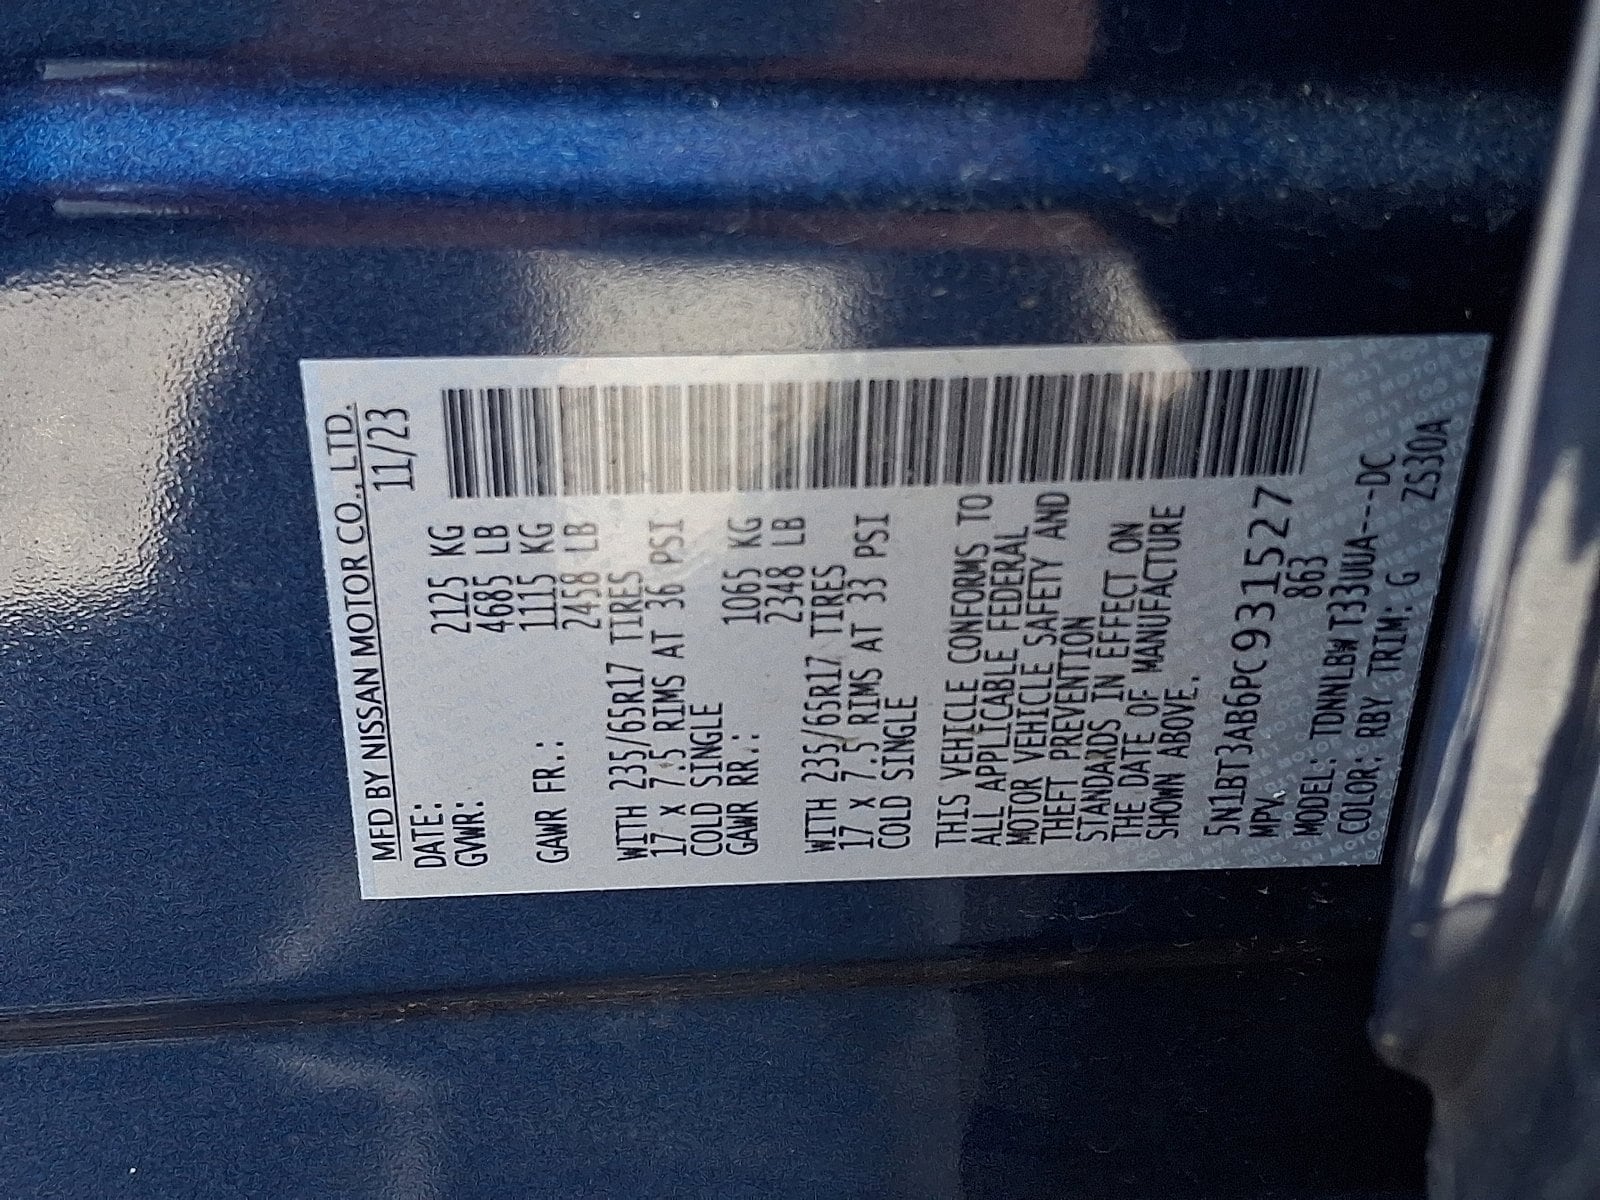 MFD BY NISSAN MOTOR CO., LTD.
DATE: 11/23
GVWR: 2125 KG
4685 LB
GAWR FR.: 1115 KG
2458 LB
WITH 235/65R17 TIRES
17 x 7.5 RIMS AT 36 PSI
COLD SINGLE
GAWR RR.: 1065 KG
2348 LB
WITH 235/65R17 TIRES
17 x 7.5 RIMS AT 33 PSI
COLD SINGLE
THIS VEHICLE CONFORMS TO
ALL APPLICABLE FEDERAL
MOTOR VEHICLE SAFETY AND
THEFT PREVENTION
STANDARDS IN EFFECT ON
THE DATE OF MANUFACTURE
SHOWN ABOVE.
5N1BT3AB6PC931527
MPV. 863
MODEL: TDNNLBWT33UUA---DC
COLOR: RBY TRIM: G ZS30A